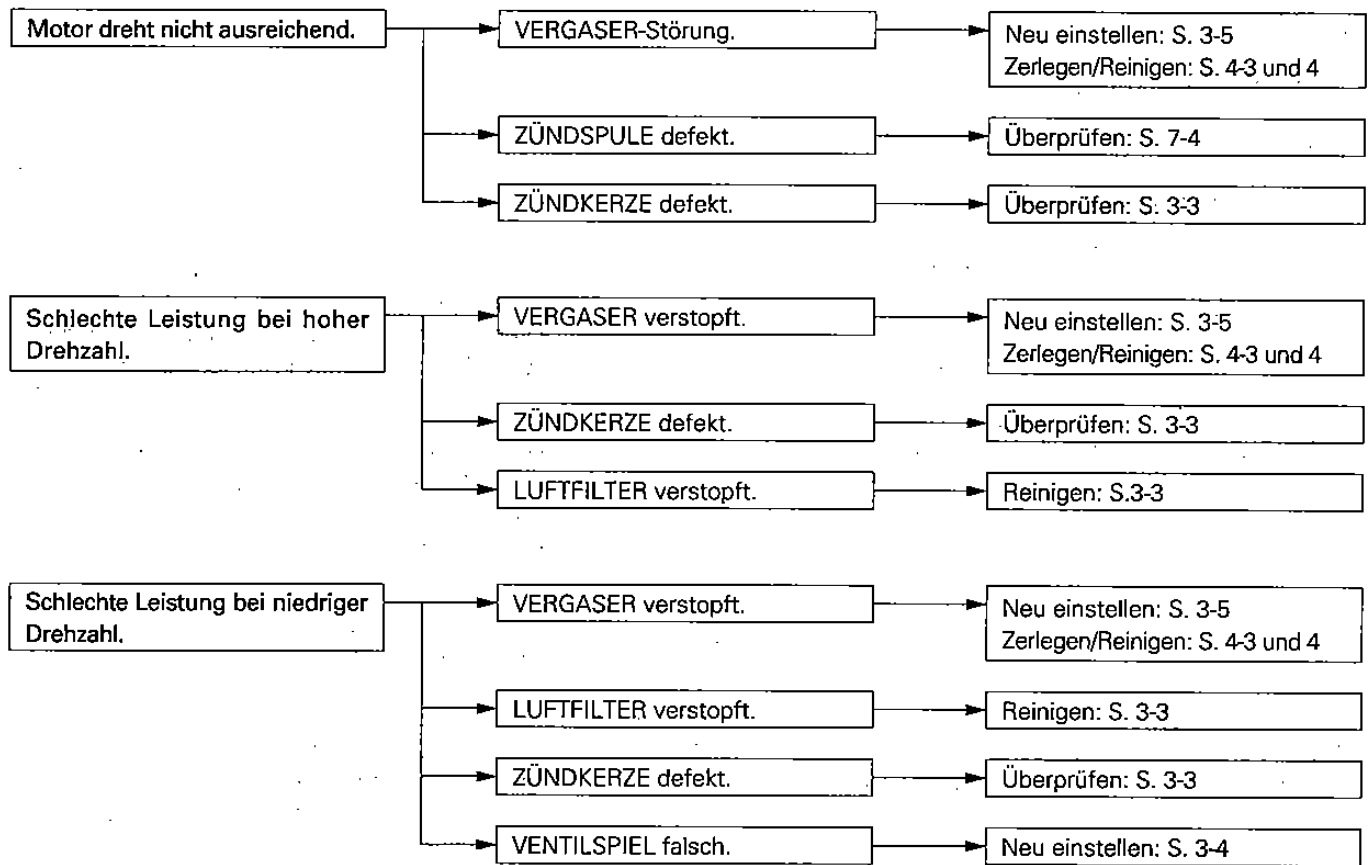 Motor dreht nicht ausreichend.
VERGASER-Störung.
Neu einstellen: S. 3-5
Zerlegen/Reinigen: S. 4-3 und 4
ZÜNDSPULE defekt.
Überprüfen: S. 7-4
ZÜNDKERZE defekt.
Überprüfen: S. 3-3
Schlechte Leistung bei hoher
Drehzahl.
VERGASER verstopft.
Neu einstellen: S. 3-5
Zerlegen/Reinigen: S. 4-3 und 4
ZÜNDKERZE defekt.
Überprüfen: S. 3-3
LUFTFILTER verstopft.
Reinigen: S.3-3
Schlechte Leistung bei niedriger
Drehzahl.
VERGASER verstopft.
Neu einstellen: S. 3-5
Zerlegen/Reinigen: S. 4-3 und 4
LUFTFILTER verstopft.
Reinigen: S. 3-3
ZÜNDKERZE defekt.
Überprüfen: S. 3-3
VENTILSPIEL falsch.
Neu einstellen: S. 3-4